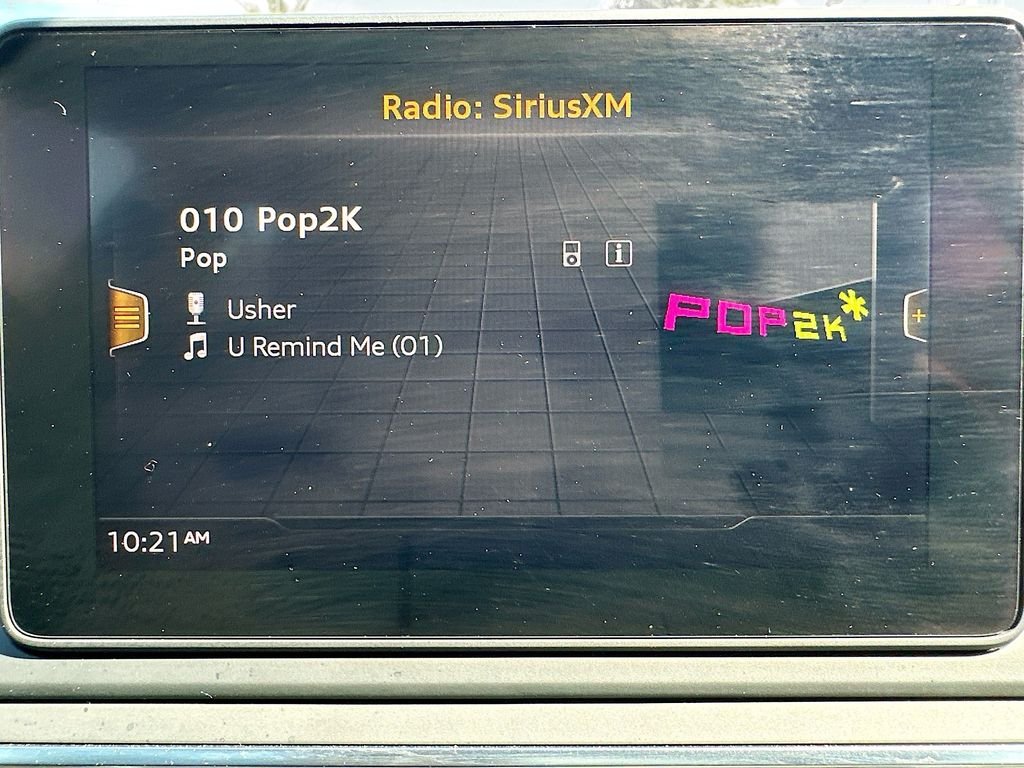 Radio: SiriusXM
010 Pop2K
Pop
Usher
U Remind Me (01)
POP2K*
10:21AM